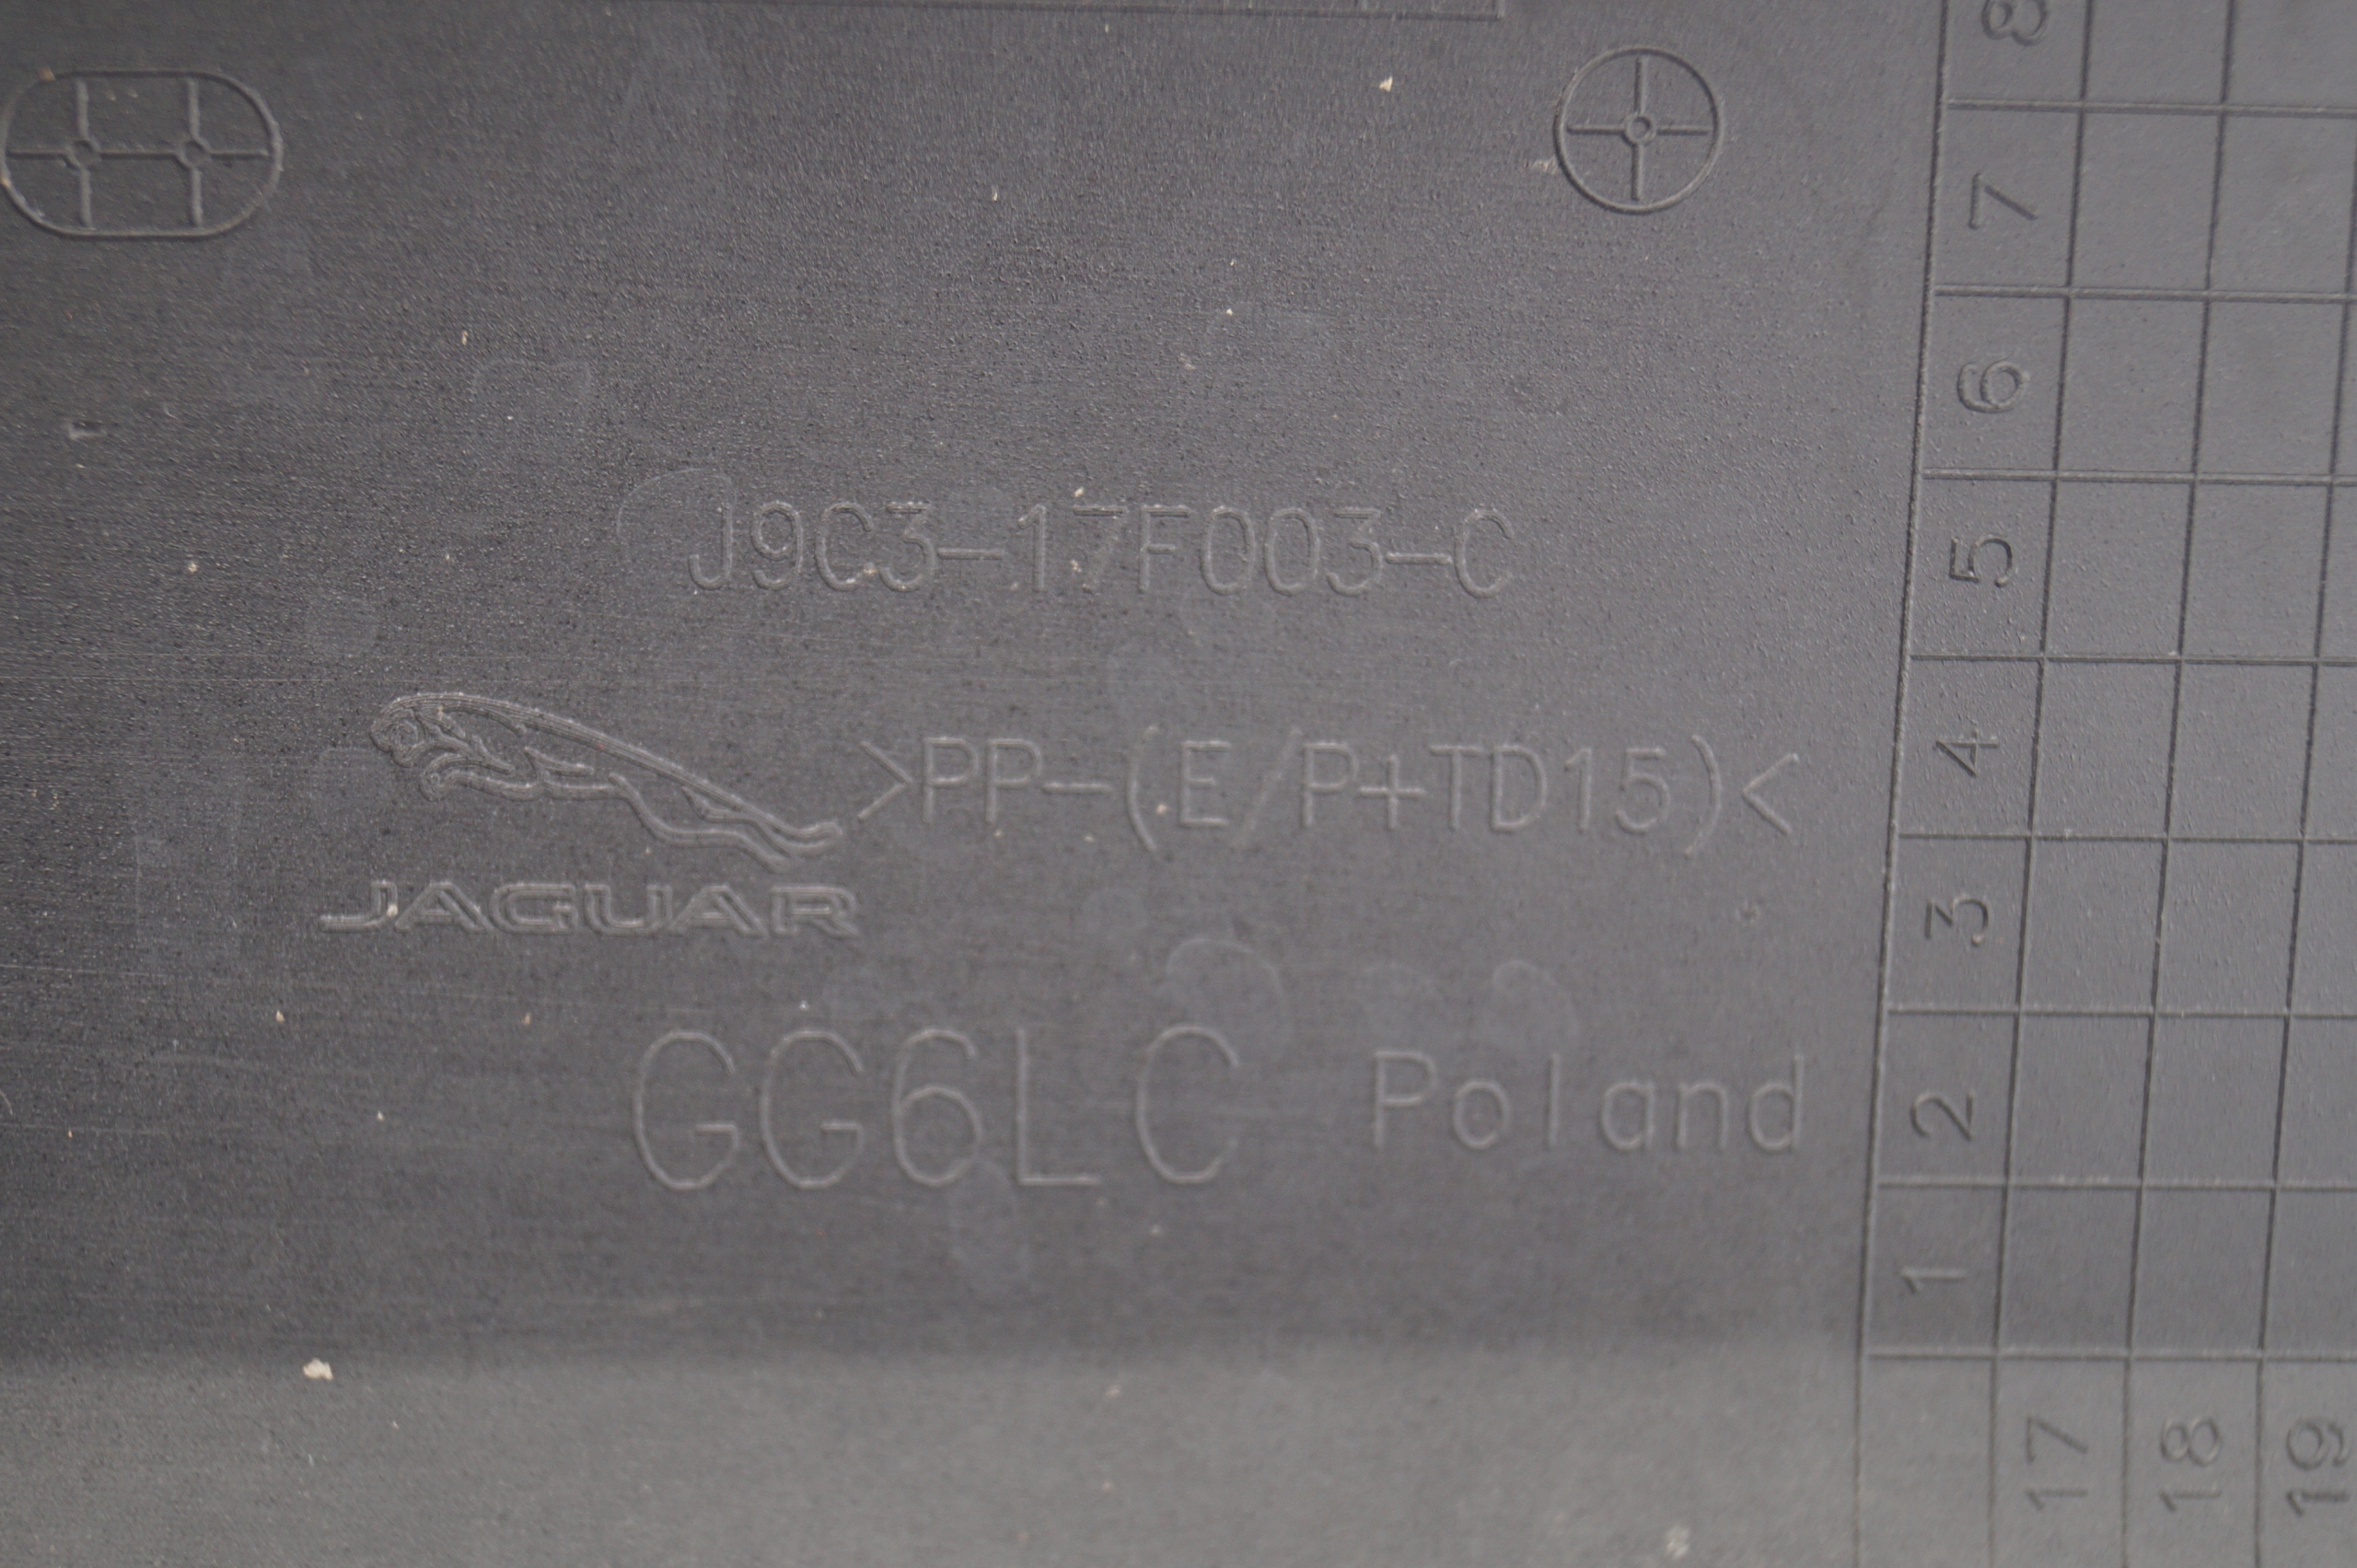 J9C3-17F003-C
>PP-(E/P+TD15)<
JAGUAR
GG6LC Poland
8
7
6
5
4
3
2
1
17 18 19